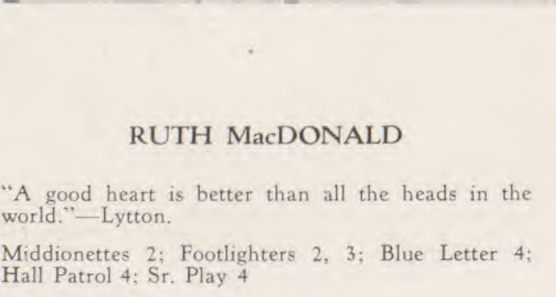 RUTH MacDONALD
"A good heart is better than all the heads in the
world."—Lytton.
Middionettes 2; Footlighters 2, 3; Blue Letter 4;
Hall Patrol 4; Sr. Play 4